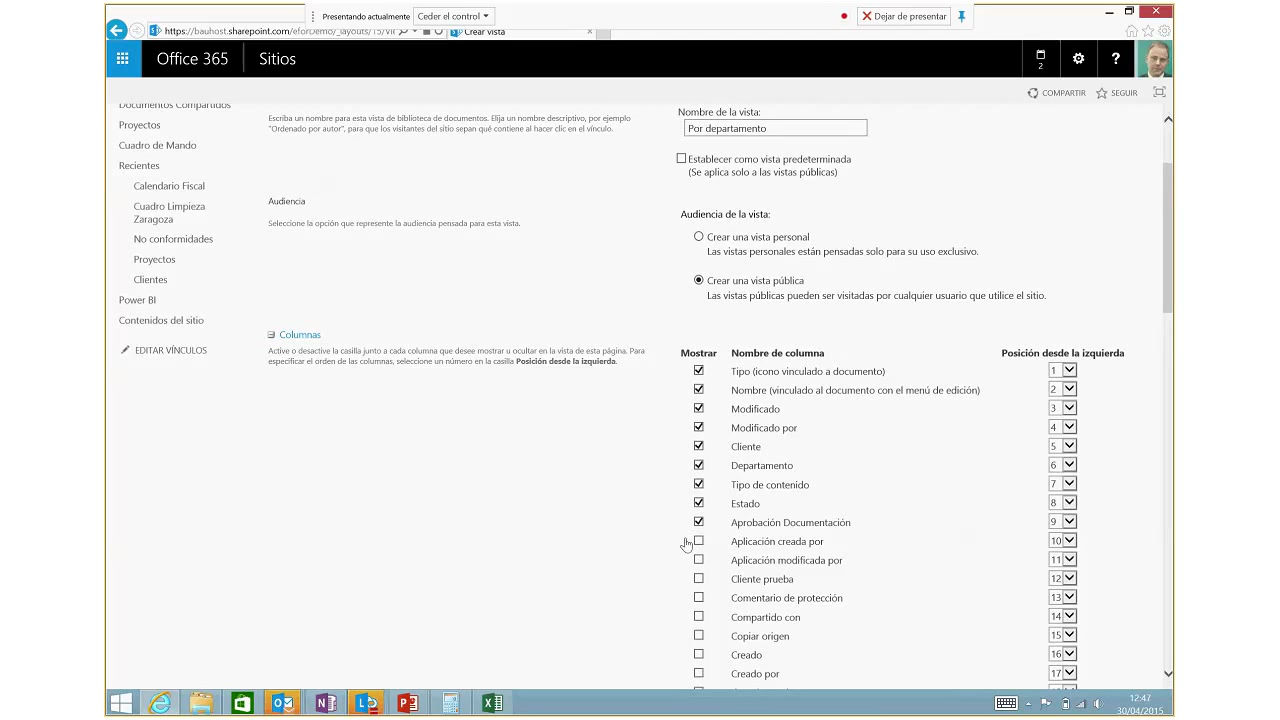 Presentando actualmente
Ceder el control
Dejar de presentar
https://bauhost.sharepoint.com/eforDemo/_layouts/15/Vi
Crear vista
Office 365
Sitios
2
?
COMPARTIR
SEGUIR
Documentos Compartidos
Proyectos
Cuadro de Mando
Recientes
Calendario Fiscal
Cuadro Limpieza
Zaragoza
No conformidades
Proyectos
Clientes
Power BI
Contenidos del sitio
EDITAR VÍNCULOS
Escriba un nombre para esta vista de biblioteca de documentos. Elija un nombre descriptivo, por ejemplo
"Ordenado por autor", para que los visitantes del sitio sepan qué contiene al hacer clic en el vínculo.
Nombre de la vista:
Por departamento
Establecer como vista predeterminada
(Se aplica solo a las vistas públicas)
Audiencia
Seleccione la opción que represente la audiencia pensada para esta vista.
Audiencia de la vista:
Crear una vista personal
Las vistas personales están pensadas solo para su uso exclusivo.
Crear una vista pública
Las vistas públicas pueden ser visitadas por cualquier usuario que utilice el sitio.
Columnas
Active o desactive la casilla junto a cada columna que desee mostrar u ocultar en la vista de esta página. Para
especificar el orden de las columnas, seleccione un número en la casilla Posición desde la izquierda.
Mostrar Nombre de columna Posición desde la izquierda
Tipo (icono vinculado a documento) 1
Nombre (vinculado al documento con el menú de edición) 2
Modificado 3
Modificado por 4
Cliente 5
Departamento 6
Tipo de contenido 7
Estado 8
Aprobación Documentación 9
Aplicación creada por 10
Aplicación modificada por 11
Cliente prueba 12
Comentario de protección 13
Compartido con 14
Copiar origen 15
Creado 16
Creado por 17
12:47
30/04/2015